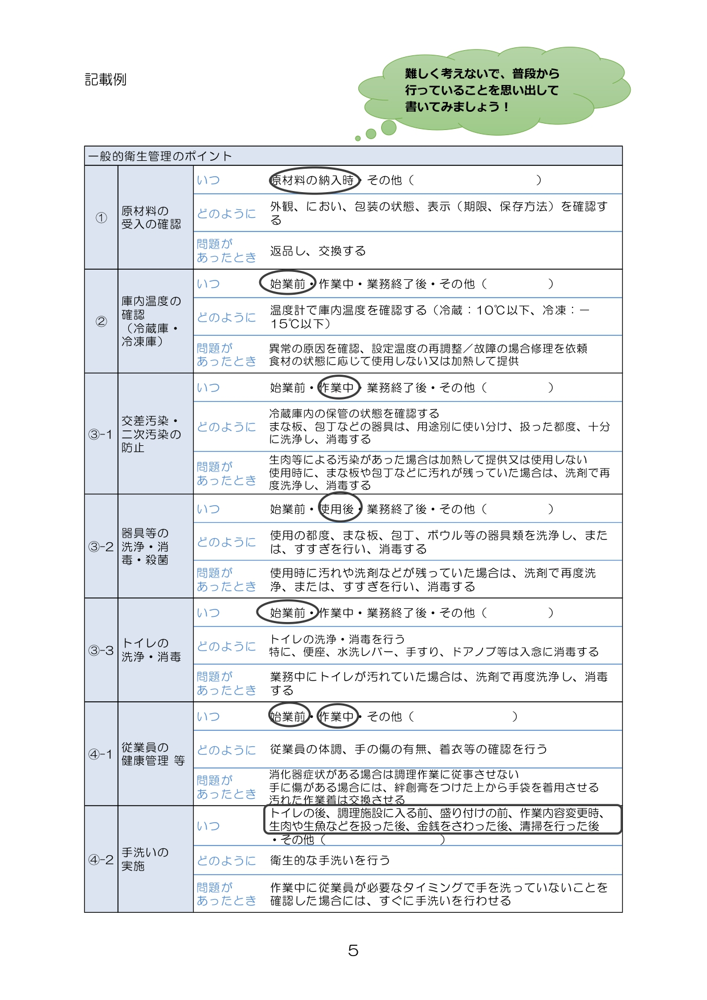 記載例
難しく考えないで、普段から
行っていることを思い出して
書いてみましょう！
一般的衛生管理のポイント
①
原材料の
受入の確認
いつ
原材料の納入時・その他（　　　　　　　　　　）
どのように
外観、におい、包装の状態、表示（期限、保存方法）を確認す
る
問題が
あったとき
返品し、交換する
②
庫内温度の
確認
（冷蔵庫・
冷凍庫）
いつ
始業前・作業中・業務終了後・その他（　　　　　）
どのように
温度計で庫内温度を確認する（冷蔵：10℃以下、冷凍：－
15℃以下）
問題が
あったとき
異常の原因を確認、設定温度の再調整／故障の場合修理を依頼
食材の状態に応じて使用しない又は加熱して提供
③-1
交差汚染・
二次汚染の
防止
いつ
始業前・作業中・業務終了後・その他（　　　　　）
どのように
冷蔵庫内の保管の状態を確認する
まな板、包丁などの器具は、用途別に使い分け、扱った都度、十分
に洗浄し、消毒する
問題が
あったとき
生肉等による汚染があった場合は加熱して提供又は使用しない
使用時に、まな板や包丁などに汚れが残っていた場合は、洗剤で再
度洗浄し、消毒する
③-2
器具等の
洗浄・消
毒・殺菌
いつ
始業前・使用後・業務終了後・その他（　　　　　）
どのように
使用の都度、まな板、包丁、ボウル等の器具類を洗浄し、また
は、すすぎを行い、消毒する
問題が
あったとき
使用時に汚れや洗剤などが残っていた場合は、洗剤で再度洗
浄、または、すすぎを行い、消毒する
③-3
トイレの
洗浄・消毒
いつ
始業前・作業中・業務終了後・その他（　　　　　）
どのように
トイレの洗浄・消毒を行う
特に、便座、水洗レバー、手すり、ドアノブ等は入念に消毒する
問題が
あったとき
業務中にトイレが汚れていた場合は、洗剤で再度洗浄し、消毒
する
④-1
従業員の
健康管理 等
いつ
始業前・作業中・その他（　　　　　　　　）
どのように
従業員の体調、手の傷の有無、着衣等の確認を行う
問題が
あったとき
消化器症状がある場合は調理作業に従事させない
手に傷がある場合には、絆創膏をつけた上から手袋を着用させる
汚れた作業着は交換させる
④-2
手洗いの
実施
いつ
トイレの後、調理施設に入る前、盛り付けの前、作業内容変更時、
生肉や生魚などを扱った後、金銭をさわった後、清掃を行った後
・その他（　　　　　　　　　　）
どのように
衛生的な手洗いを行う
問題が
あったとき
作業中に従業員が必要なタイミングで手を洗っていないことを
確認した場合には、すぐに手洗いを行わせる
5